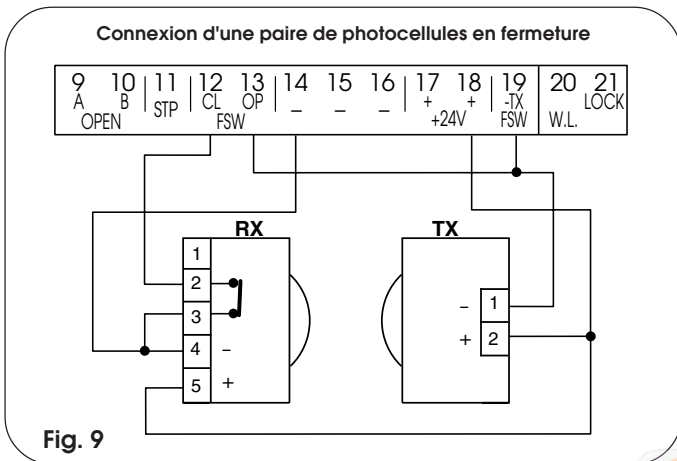 Connexion d'une paire de photocellules en fermeture
9 10 11 12 13 14 15 16 17 18 19 20 21
A B STP CL OP _ _ _ + + -TX LOCK
OPEN FSW +24V FSW W.L.
RX TX
1
2
3
4 –
5 +
– 1
+ 2
Fig. 9